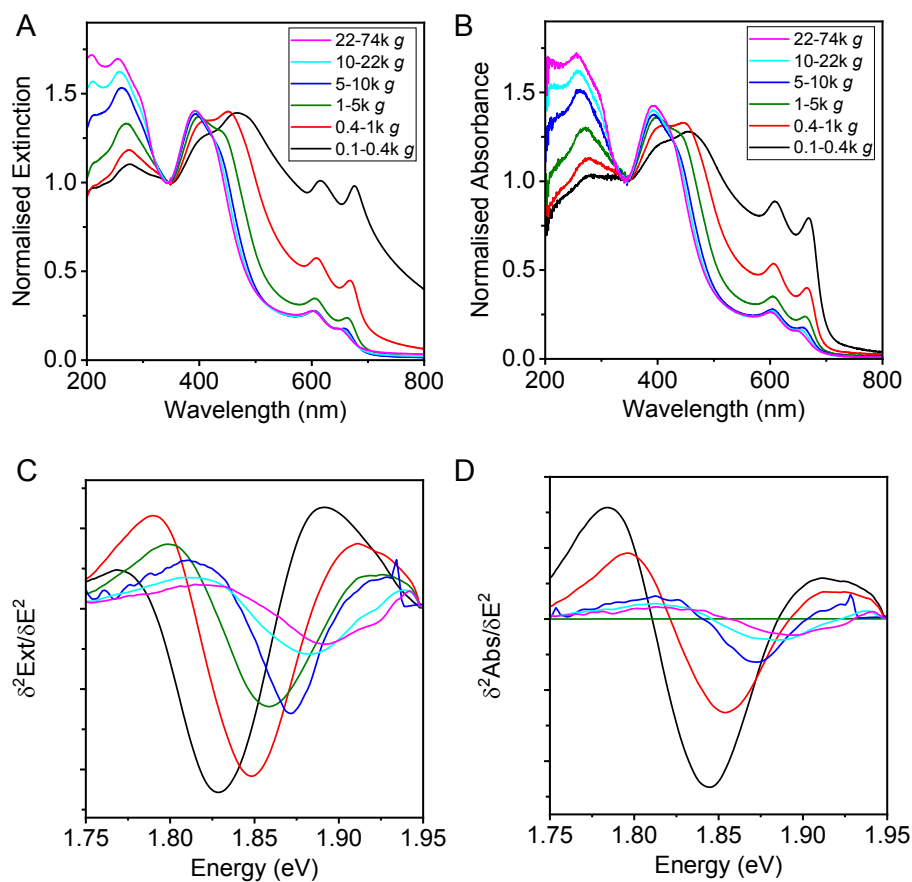 A
Normalised Extinction
1.5
1.0
0.5
0.0
22-74k g
10-22k g
5-10k g
1-5k g
0.4-1k g
0.1-0.4k g
200 400 600 800
Wavelength (nm)
B
Normalised Absorbance
1.5
1.0
0.5
0.0
22-74k g
10-22k g
5-10k g
1-5k g
0.4-1k g
0.1-0.4k g
200 400 600 800
Wavelength (nm)
C
δ²Ext/δE²
1.75 1.80 1.85 1.90 1.95
Energy (eV)
D
δ²Abs/δE²
1.75 1.80 1.85 1.90 1.95
Energy (eV)